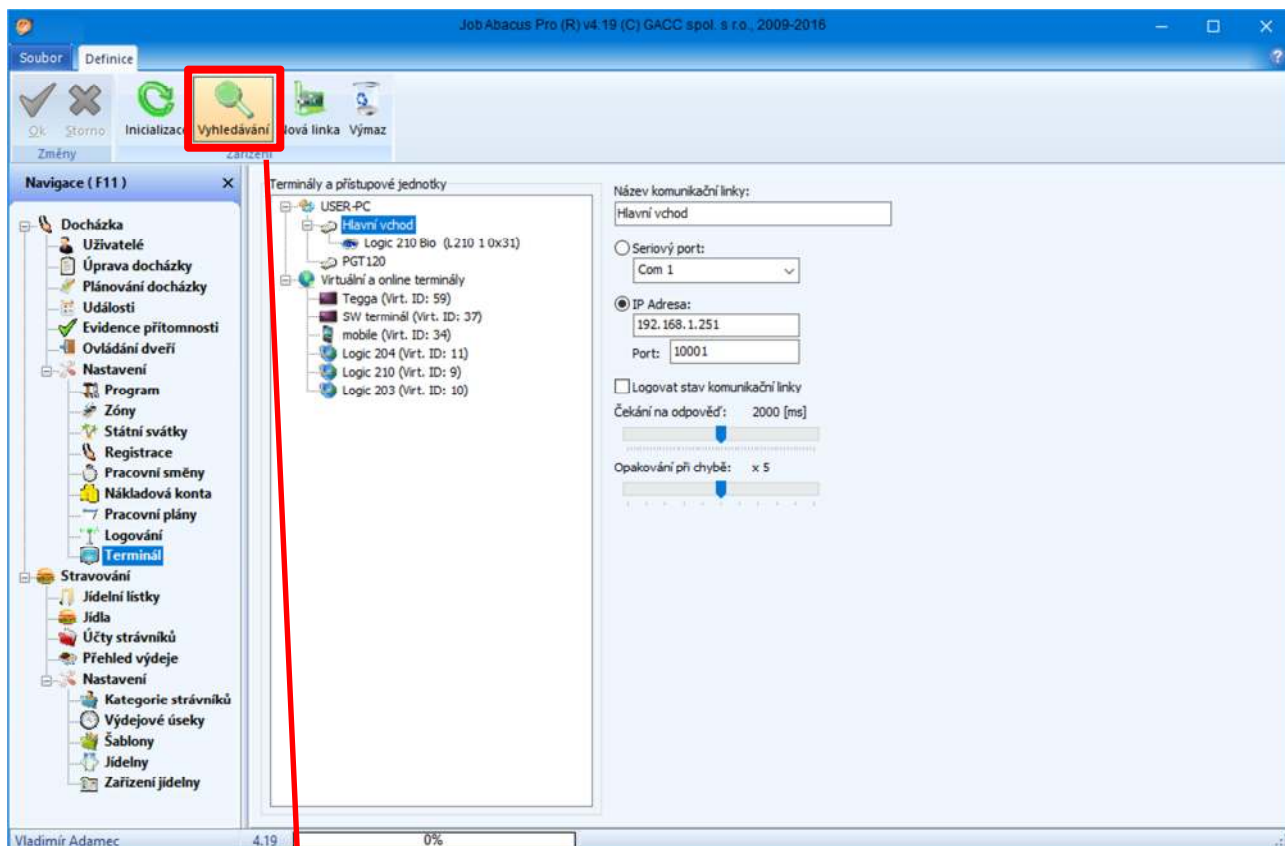 Job Abacus Pro (R) v4.19 (C) GACC spol. s r.o., 2009-2016
Soubor
Definice
Ok
Storno
Inicializace
Vyhledávání
Nová linka
Výmaz
Změny
Zařízení
Navigace ( F11 )
Docházka
Uživatelé
Úprava docházky
Plánování docházky
Události
Evidence přítomnosti
Ovládání dveří
Nastavení
Program
Zóny
Státní svátky
Registrace
Pracovní směny
Nákladová konta
Pracovní plány
Logování
Terminál
Stravování
Jídelní lístky
Jídla
Účty strávníků
Přehled výdeje
Nastavení
Kategorie strávníků
Výdejové úseky
Šablony
Jídelny
Zařízení jídelny
Terminály a přístupové jednotky
USER-PC
Hlavní vchod
Logic 210 Bio (L210 1 0x31)
PGT120
Virtuální a online terminály
Tegga (Virt. ID: 59)
SW terminál (Virt. ID: 37)
mobile (Virt. ID: 34)
Logic 204 (Virt. ID: 11)
Logic 210 (Virt. ID: 9)
Logic 203 (Virt. ID: 10)
Název komunikační linky:
Hlavní vchod
Seriový port:
Com 1
IP Adresa:
192.168.1.251
Port: 10001
Logovat stav komunikační linky
Čekání na odpověď: 2000 [ms]
Opakování při chybě: x 5
Vladimír Adamec
4.19
0%